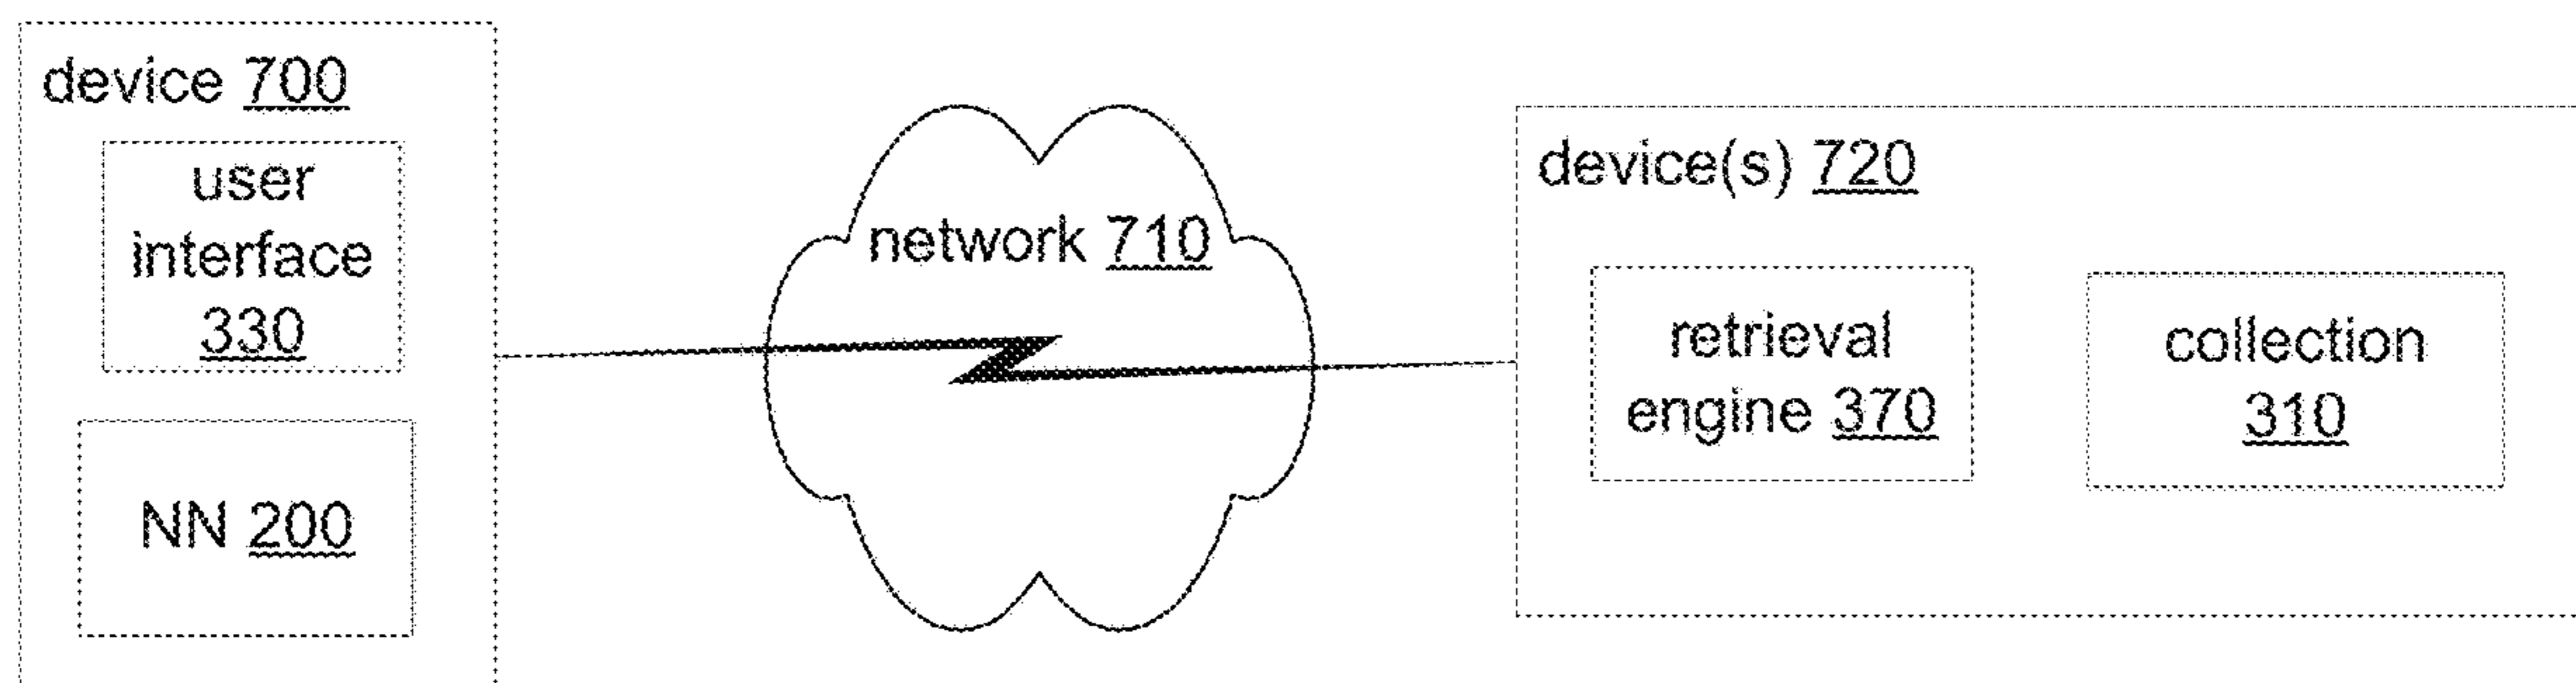 device 700
user
interface
330
NN 200
network 710
device(s) 720
retrieval
engine 370
collection
310